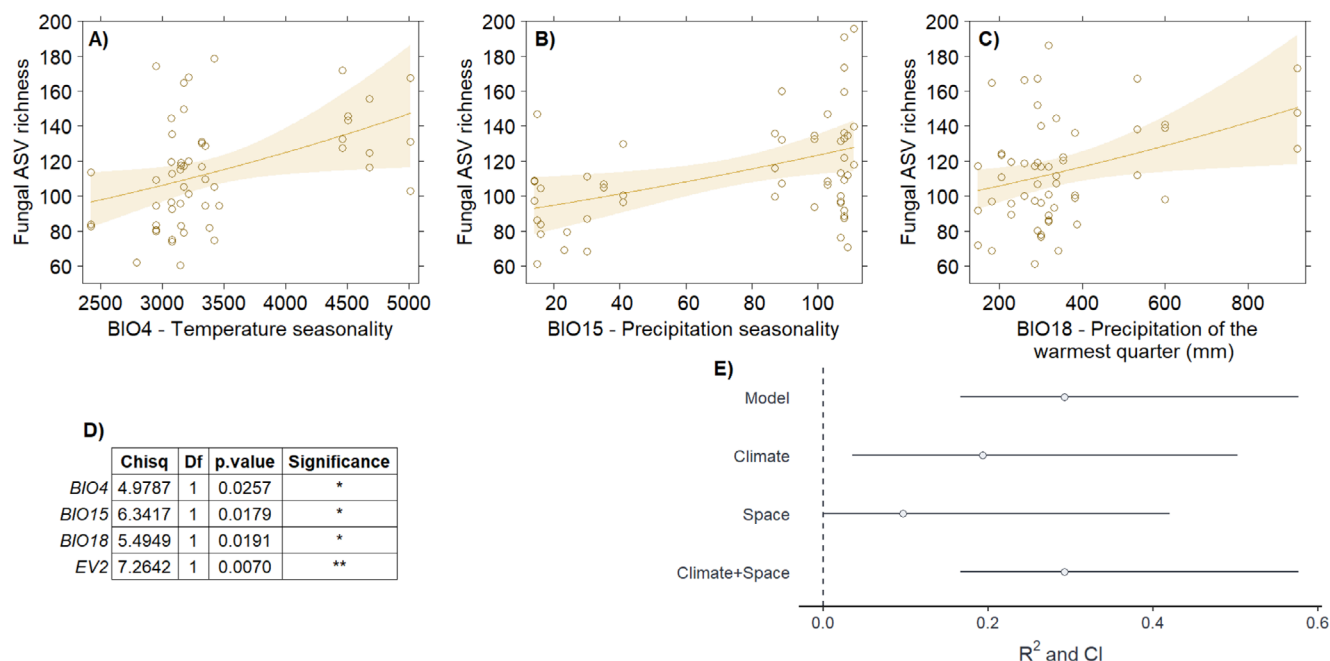 A)
200
180
160
140
120
100
80
60
Fungal ASV richness
2500 3000 3500 4000 4500 5000
BIO4 - Temperature seasonality
B)
200
180
160
140
120
100
80
60
Fungal ASV richness
20 40 60 80 100
BIO15 - Precipitation seasonality
C)
200
180
160
140
120
100
80
60
Fungal ASV richness
200 400 600 800
BIO18 - Precipitation of the
warmest quarter (mm)
D)
Chisq Df p.value Significance
BIO4 4.9787 1 0.0257 *
BIO15 6.3417 1 0.0179 *
BIO18 5.4949 1 0.0191 *
EV2 7.2642 1 0.0070 **
E)
Model
Climate
Space
Climate+Space
0.0 0.2 0.4 0.6
R² and CI